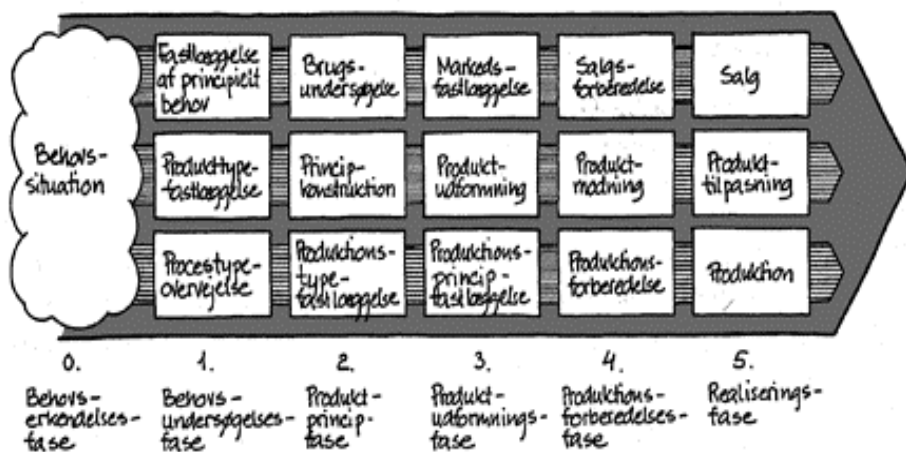 Behovs-
situation
Fastlæggelse
af principielt
behov
Brugs-
undersøgelse
Markeds-
fastlæggelse
Salgs-
forberedelse
Salg
Produkttype-
fastlæggelse
Princip-
konstruction
Produkt-
udformning
Produkt-
modning
Produkt-
tilpasning
Procestype-
overvejelse
Produktions-
type-
fastlæggelse
Produktions-
princip-
fastlæggelse
Produktions-
forberedelse
Produktion
0.
Behovs-
erkendelses-
fase
1.
Behovs-
undersøgelses-
fase
2.
Produkt-
princip-
fase
3.
Produkt-
udformnings-
fase
4.
Produktions-
forberedelses-
fase
5.
Realiserings-
fase